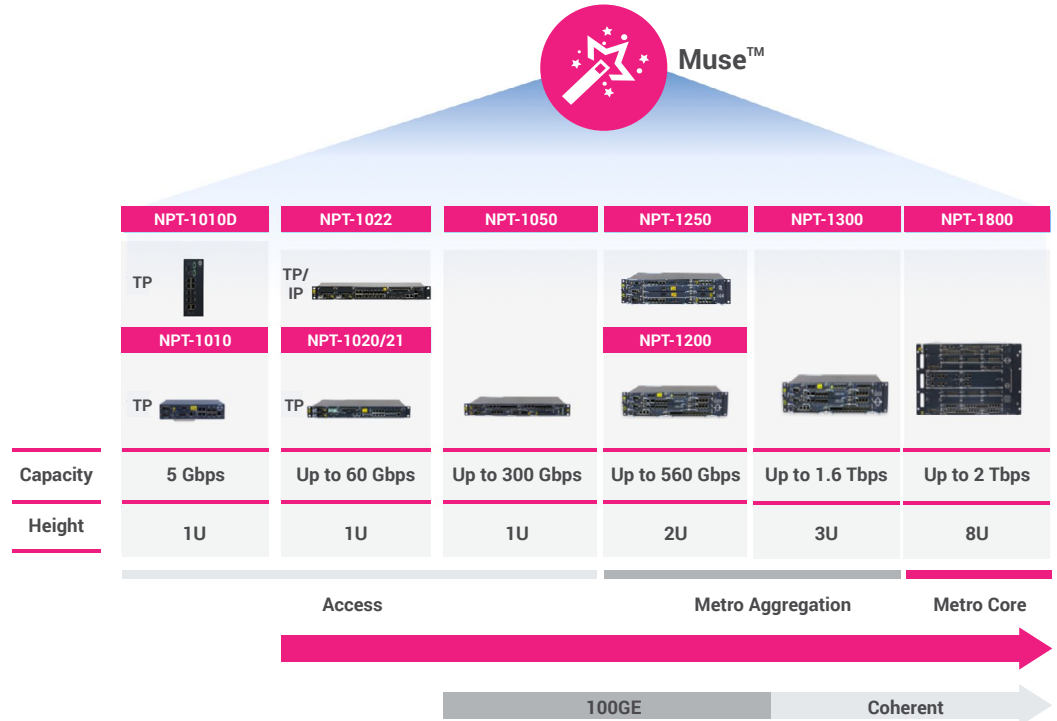 Muse™
NPT-1010D
NPT-1022
NPT-1050
NPT-1250
NPT-1300
NPT-1800
TP
TP/
IP
NPT-1010
NPT-1020/21
NPT-1200
TP
TP
Capacity
5 Gbps
Up to 60 Gbps
Up to 300 Gbps
Up to 560 Gbps
Up to 1.6 Tbps
Up to 2 Tbps
Height
1U
1U
1U
2U
3U
8U
Access
Metro Aggregation
Metro Core
100GE
Coherent